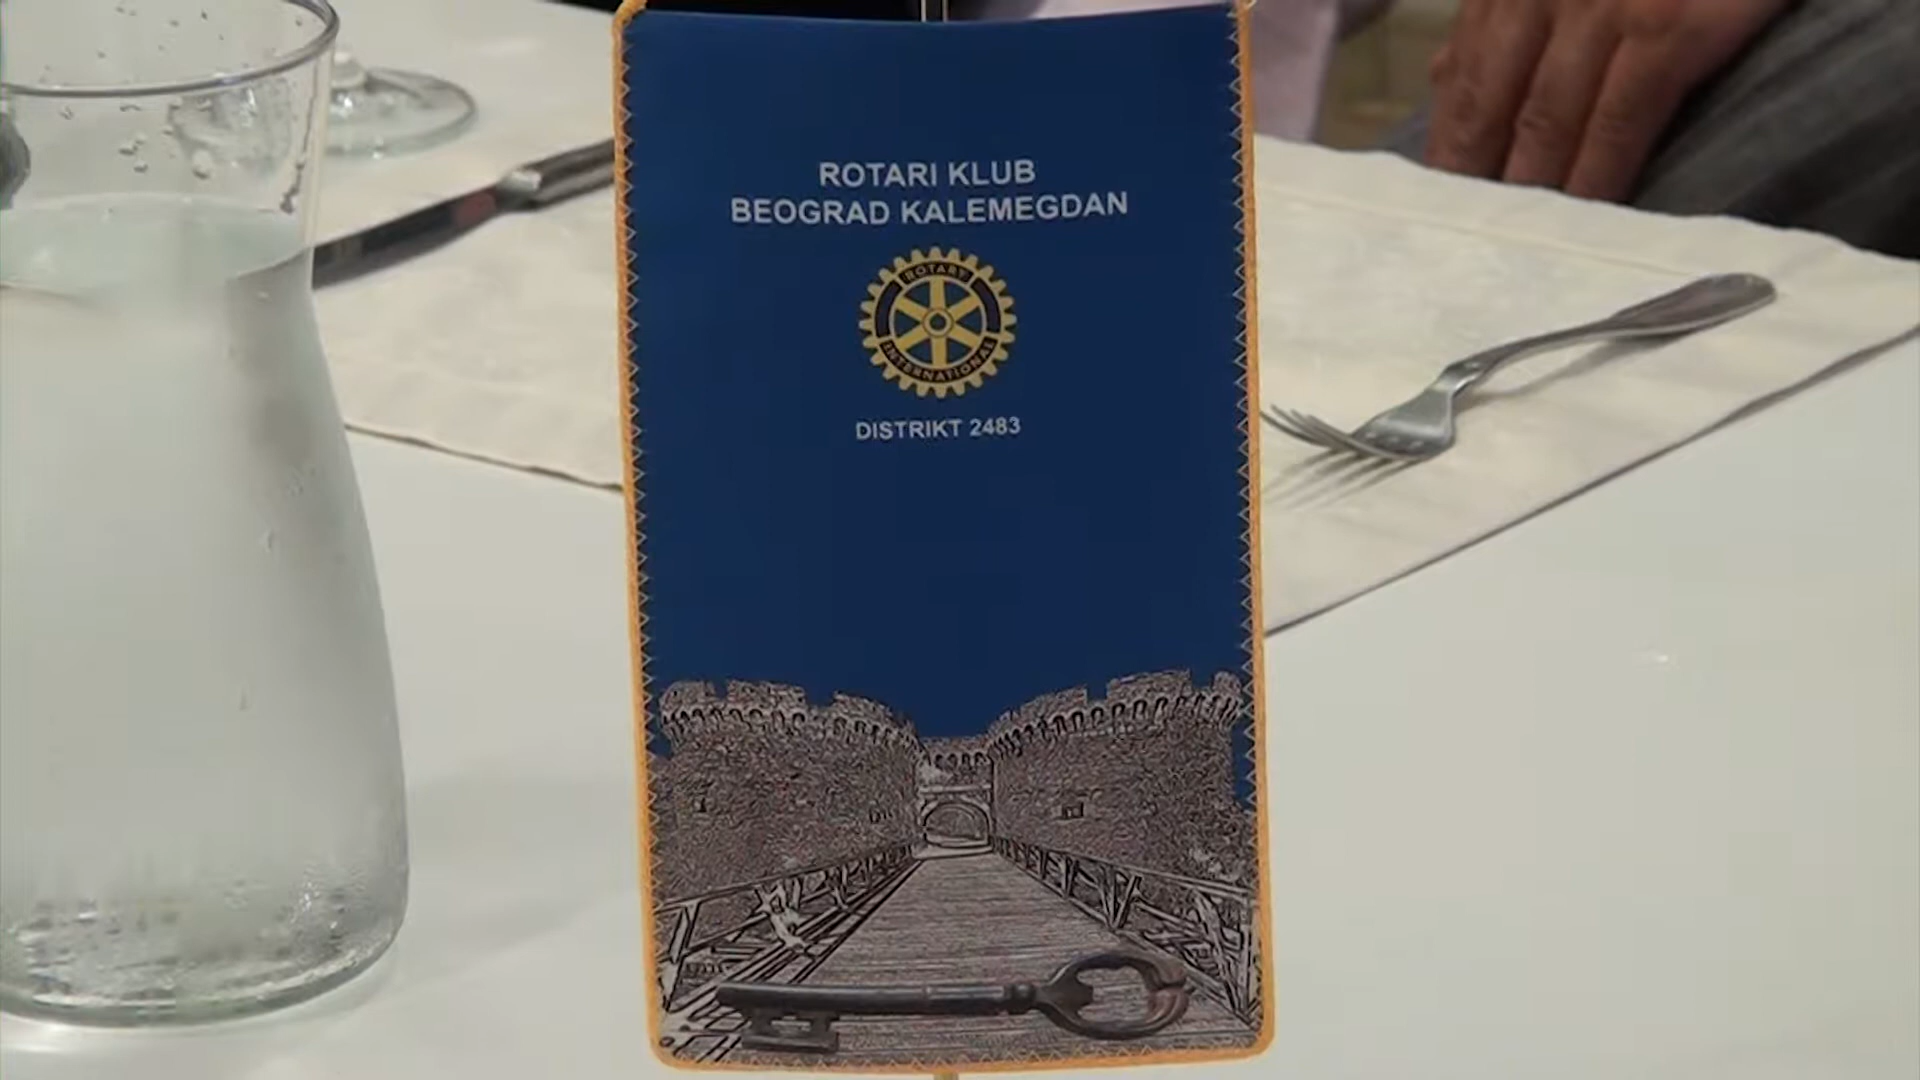 ROTARI KLUB
BEOGRAD KALEMEGDAN
ROTARY
INTERNATIONAL
DISTRIKT 2483